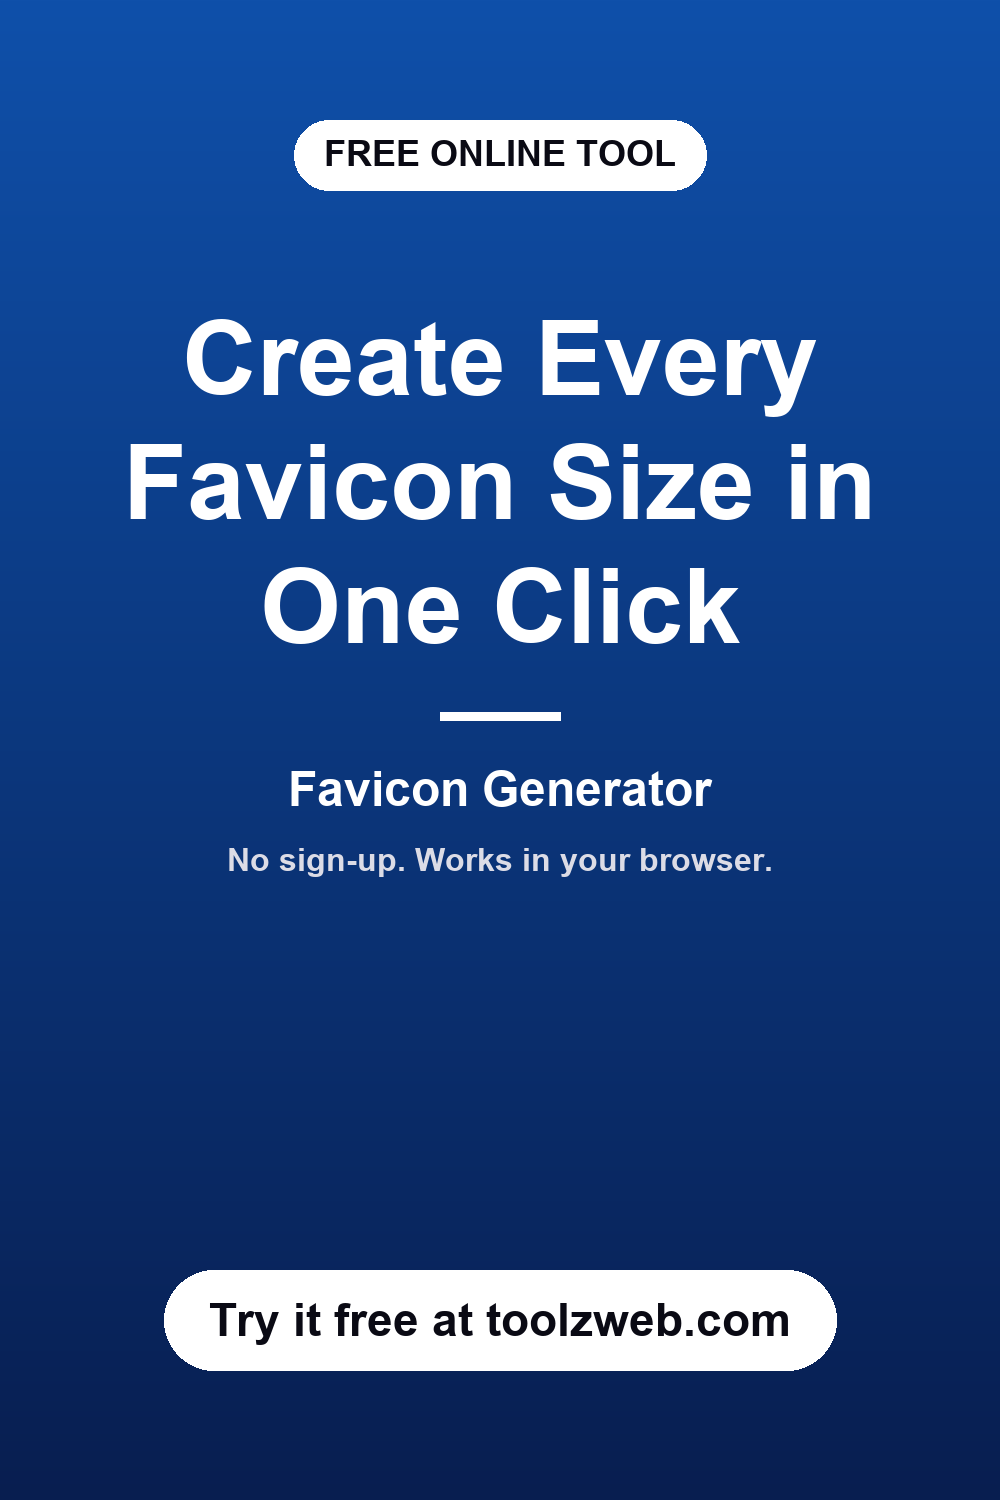 FREE ONLINE TOOL
Create Every
Favicon Size in
One Click
Favicon Generator
No sign-up. Works in your browser.
Try it free at toolzweb.com